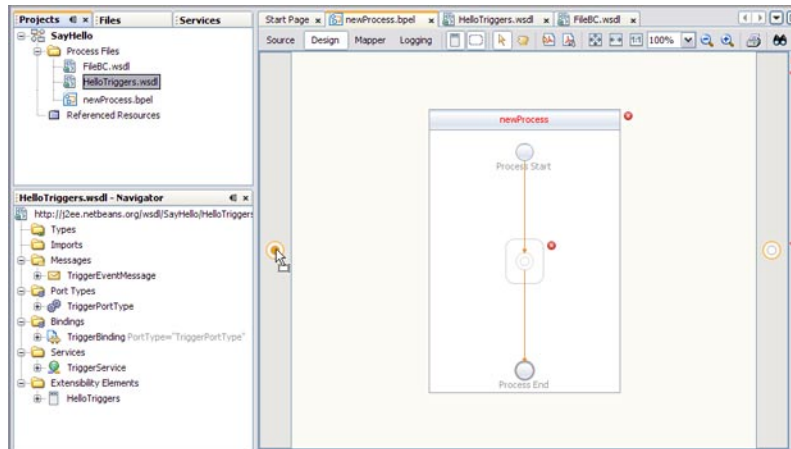 Projects Files Services
SayHello
Process Files
FileBC.wsdl
HelloTriggers.wsdl
newProcess.bpel
Referenced Resources
HelloTriggers.wsdl - Navigator
http://j2ee.netbeans.org/wsdl/SayHello/HelloTriggers
Types
Imports
Messages
TriggerEventMessage
Port Types
TriggerPortType
Bindings
TriggerBinding PortType="TriggerPortType"
Services
TriggerService
Extensibility Elements
HelloTriggers
Start Page newProcess.bpel HelloTriggers.wsdl FileBC.wsdl
Source Design Mapper Logging 1:1 100%
newProcess
Process Start
Process End